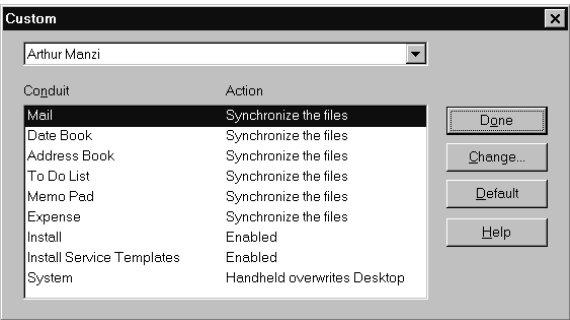 Custom
Arthur Manzi
Conduit Action
Mail Synchronize the files
Date Book Synchronize the files
Address Book Synchronize the files
To Do List Synchronize the files
Memo Pad Synchronize the files
Expense Synchronize the files
Install Enabled
Install Service Templates Enabled
System Handheld overwrites Desktop
Done
Change...
Default
Help